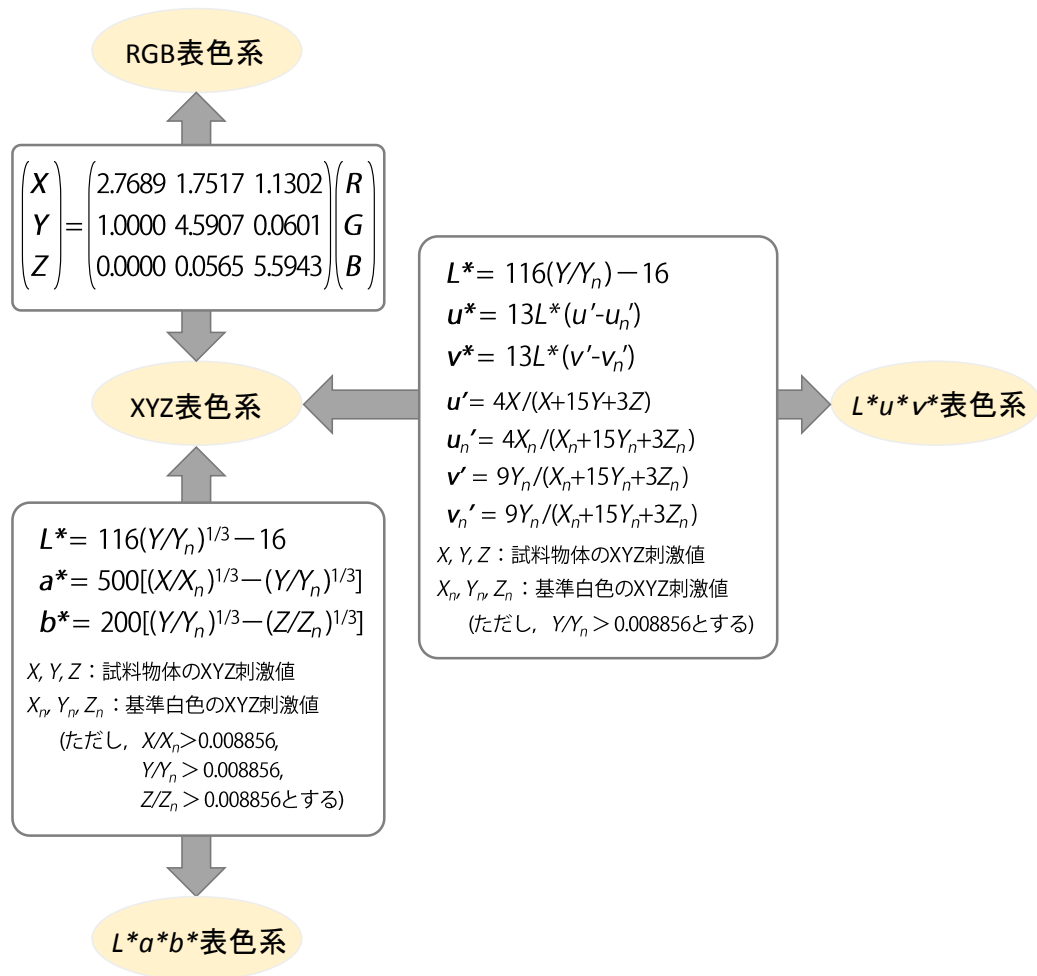 RGB表色系
X 2.7689 1.7517 1.1302 R
Y = 1.0000 4.5907 0.0601 G
Z 0.0000 0.0565 5.5943 B
XYZ表色系
L*= 116(Y/Yn)−16
u*= 13L*(u'-un')
v*= 13L*(v'-vn')
u'= 4X/(X+15Y+3Z)
un'= 4Xn/(Xn+15Yn+3Zn)
v'= 9Yn/(Xn+15Yn+3Zn)
vn'= 9Yn/(Xn+15Yn+3Zn)
X, Y, Z：試料物体のXYZ刺激値
Xn, Yn, Zn：基準白色のXYZ刺激値
(ただし，Y/Yn＞0.008856とする)
L*u*v*表色系
L*= 116(Y/Yn)1/3−16
a*= 500[(X/Xn)1/3−(Y/Yn)1/3]
b*= 200[(Y/Yn)1/3−(Z/Zn)1/3]
X, Y, Z：試料物体のXYZ刺激値
Xn, Yn, Zn：基準白色のXYZ刺激値
(ただし，X/Xn>0.008856,
Y/Yn＞0.008856,
Z/Zn＞0.008856とする)
L*a*b*表色系